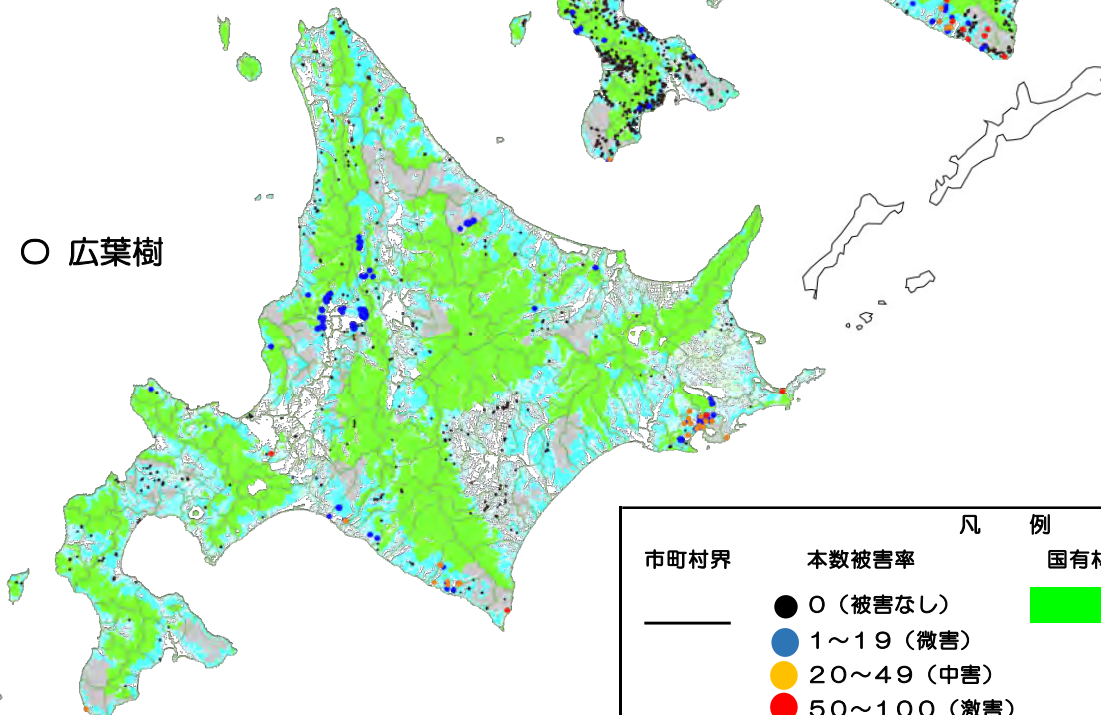 ○ 広葉樹
凡 例
市町村界
本数被害率
国有林
０（被害なし）
１～１９（微害）
２０～４９（中害）
５０～１００（激害）